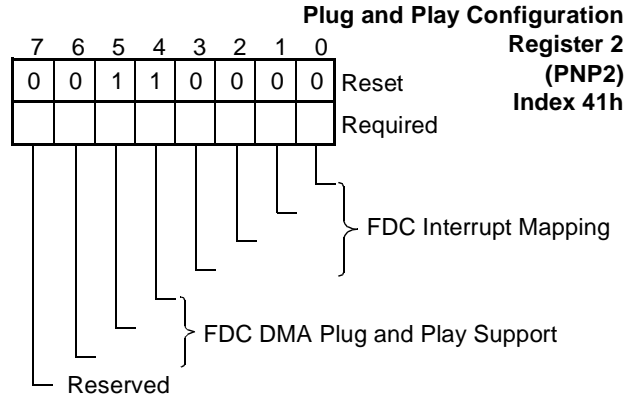 Plug and Play Configuration
Register 2
(PNP2)
Index 41h
7 6 5 4 3 2 1 0
0 0 1 1 0 0 0 0 Reset
Required
FDC Interrupt Mapping
FDC DMA Plug and Play Support
Reserved